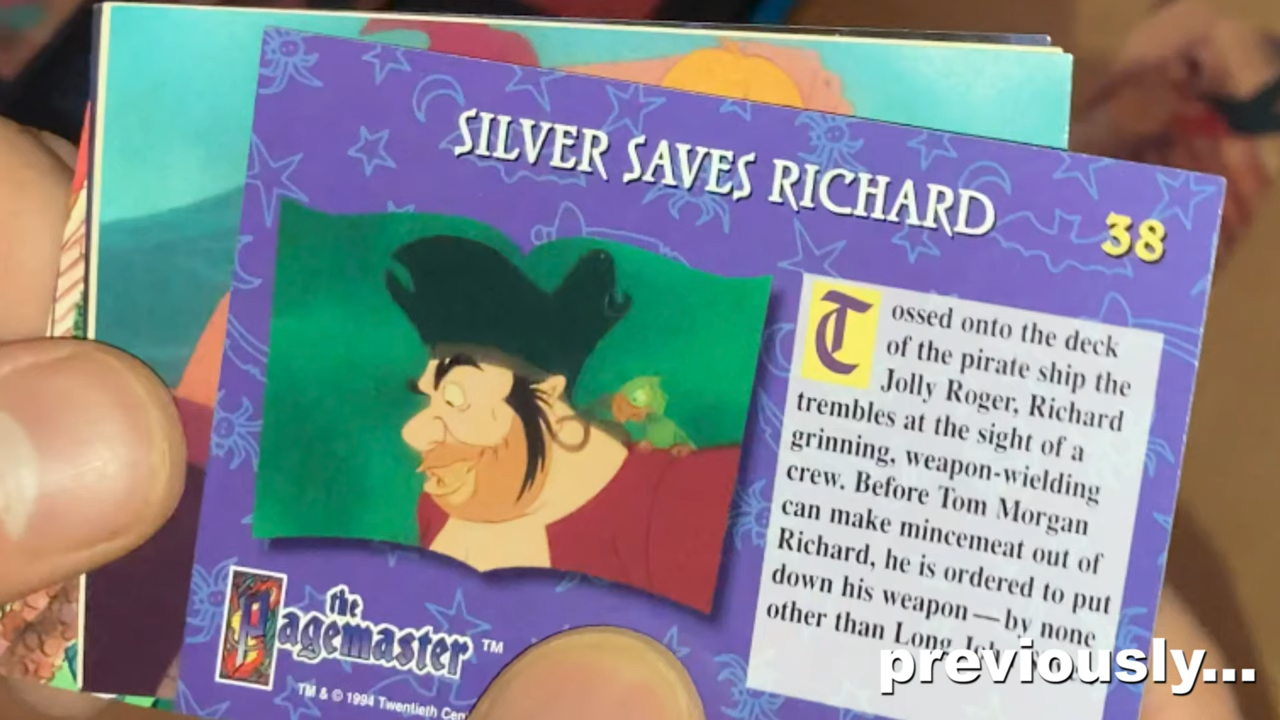 SILVER SAVES RICHARD
38
Tossed onto the deck
of the pirate ship the
Jolly Roger, Richard
trembles at the sight of a
grinning, weapon-wielding
crew. Before Tom Morgan
can make mincemeat out of
Richard, he is ordered to put
down his weapon — by none
other than Long
the
Pagemaster ™
TM & © 1994 Twentieth
previously...